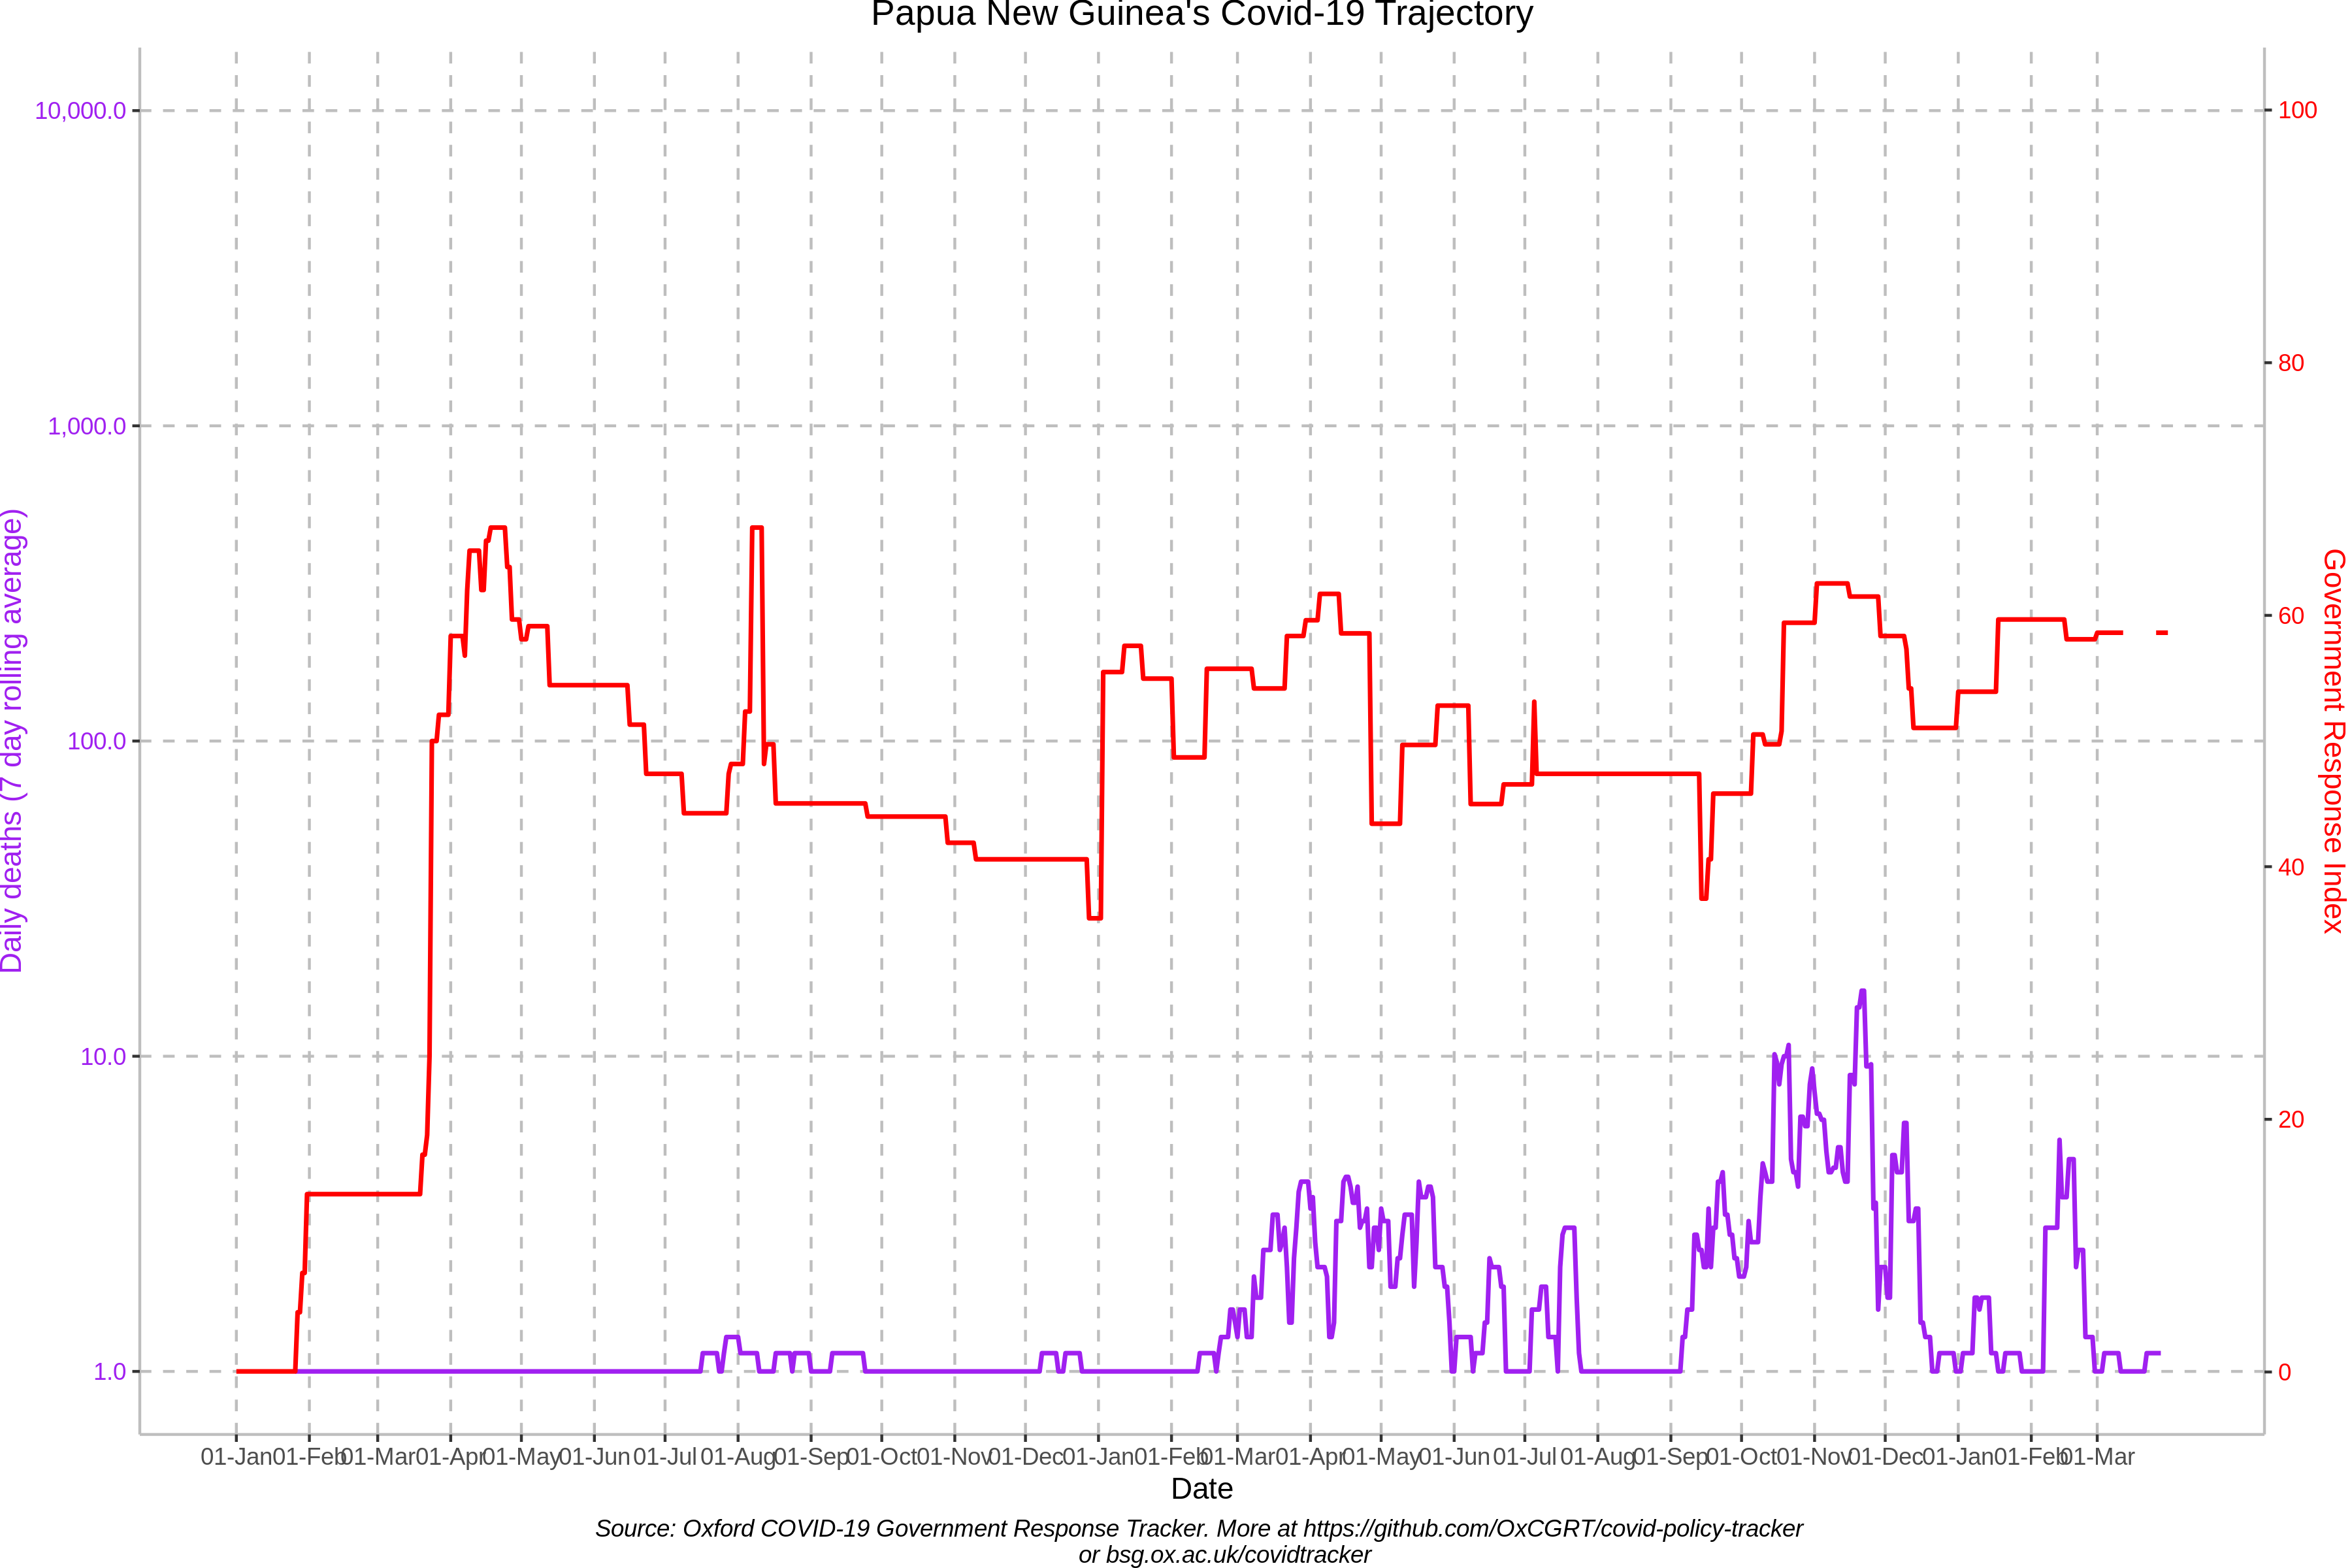 Papua New Guinea's Covid-19 Trajectory
10,000.0
1,000.0
100.0
10.0
1.0
Daily deaths (7 day rolling average)
100
80
60
40
20
0
Government Response Index
01-Jan 01-Feb 01-Mar 01-Apr 01-May 01-Jun 01-Jul 01-Aug 01-Sep 01-Oct 01-Nov 01-Dec 01-Jan 01-Feb 01-Mar 01-Apr 01-May 01-Jun 01-Jul 01-Aug 01-Sep 01-Oct 01-Nov 01-Dec 01-Jan 01-Feb 01-Mar
Date
Source: Oxford COVID-19 Government Response Tracker. More at https://github.com/OxCGRT/covid-policy-tracker
or bsg.ox.ac.uk/covidtracker